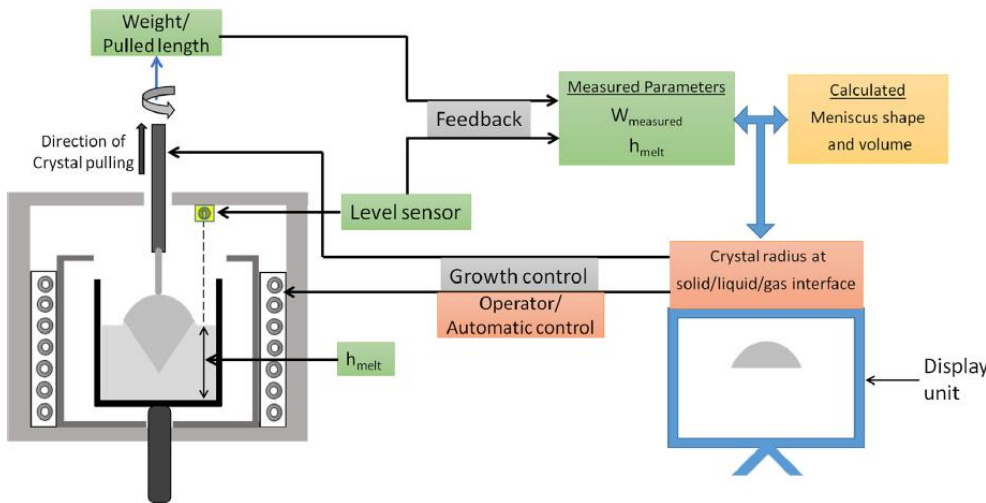 Weight/
Pulled length
Direction of
Crystal pulling
Feedback
Measured Parameters
Wmeasured
hmelt
Calculated
Meniscus shape
and volume
Level sensor
Growth control
Operator/
Automatic control
Crystal radius at
solid/liquid/gas interface
hmelt
Display
unit